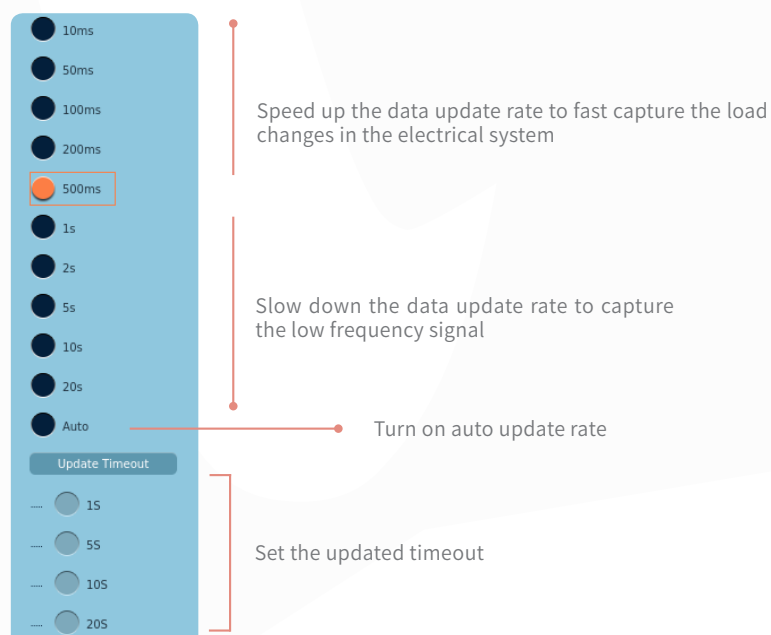 10ms
50ms
100ms
200ms
500ms
1s
2s
5s
10s
20s
Auto
Update Timeout
1S
5S
10S
20S
Speed up the data update rate to fast capture the load
changes in the electrical system
Slow down the data update rate to capture
the low frequency signal
Turn on auto update rate
Set the updated timeout